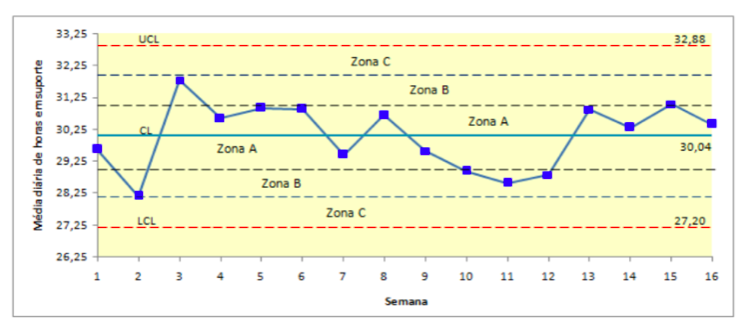 Média diária de horas em suporte
33,25
32,25
31,25
30,25
29,25
28,25
27,25
26,25
UCL
32,88
Zona C
Zona B
Zona A
CL
Zona A
30,04
Zona B
Zona C
LCL
27,20
1 2 3 4 5 6 7 8 9 10 11 12 13 14 15 16
Semana